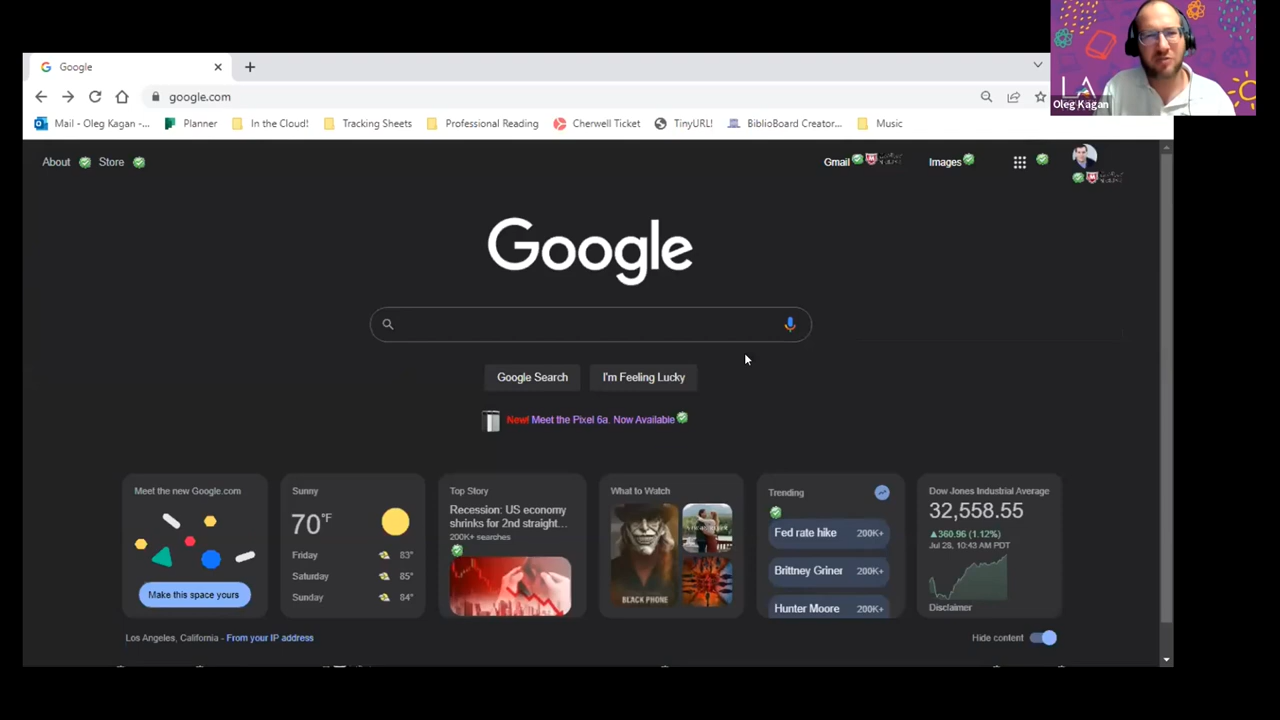 Google
google.com
Mail - Oleg Kagan -...
Planner
In the Cloud!
Tracking Sheets
Professional Reading
Cherwell Ticket
TinyURL!
BiblioBoard Creator...
Music
LA
Oleg Kagan
About
Store
Gmail
Images
Google
Google Search
I'm Feeling Lucky
New! Meet the Pixel 6a. Now Available
Meet the new Google.com
Make this space yours
Sunny
70°F
Friday 83°
Saturday 85°
Sunday 84°
Top Story
Recession: US economy
shrinks for 2nd straight...
200K+ searches
What to Watch
BLACK PHONE
Trending
Fed rate hike 200K+
Brittney Griner 200K+
Hunter Moore 200K+
Dow Jones Industrial Average
32,558.55
▲360.96 (1.12%)
Jul 28, 10:43 AM PDT
Disclaimer
Los Angeles, California - From your IP address
Hide content